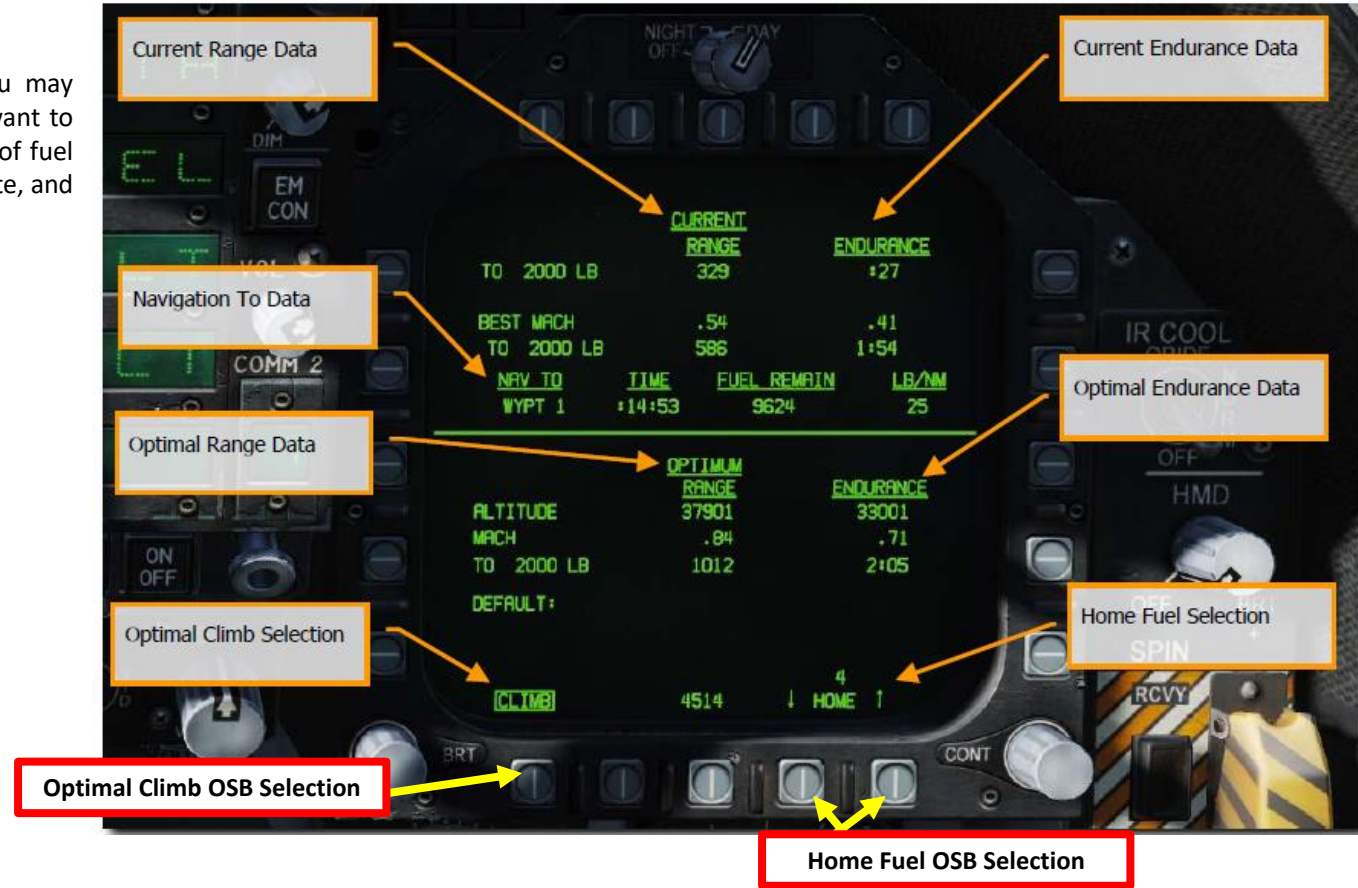 u may
vant to
of fuel
te, and
Current Range Data
Current Endurance Data
NIGHT DAY
OFF
DIM
EL
EM
CON
CURRENT
RANGE ENDURANCE
TO 2000 LB 329 :27
Navigation To Data
BEST MACH .54 .41
TO 2000 LB 586 1:54
IR COOL
COMM 2
NAV TO TIME FUEL REMAIN LB/NM
WYPT 1 :14:53 9624 25
Optimal Endurance Data
Optimal Range Data
OPTIMUM
RANGE ENDURANCE
OFF
HMD
ALTITUDE 37901 33001
MACH .84 .71
TO 2000 LB 1012 2:05
ON
OFF
DEFAULT:
Optimal Climb Selection
Home Fuel Selection
OFF BRT
SPIN
RCVY
4
CLIMB 4514 ↓ HOME ↑
BRT
CONT
Optimal Climb OSB Selection
Home Fuel OSB Selection